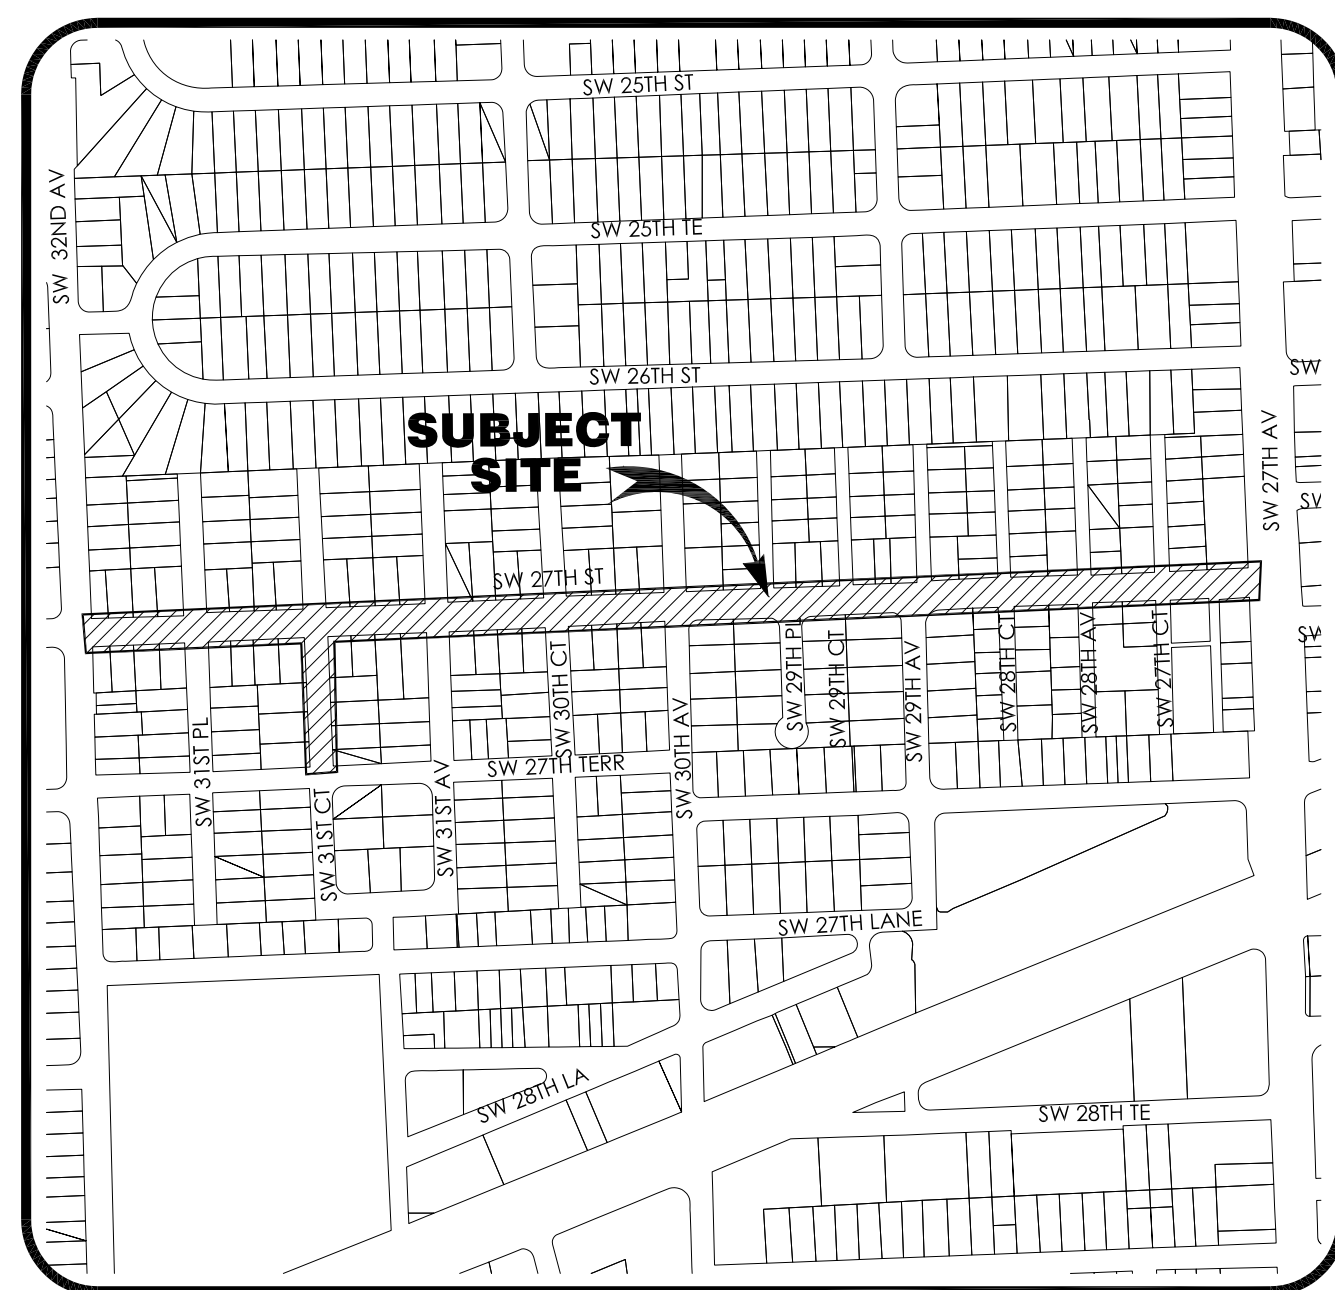 SW 25TH ST
SW 32ND AV
SW 25TH TE
SW 26TH ST
SW
SUBJECT
SITE
SW 27TH AV
SW 27TH ST
SW 29TH PL
SW 28TH CT
SW 28TH AV
SW 27TH CT
SW 29TH CT
SW 30TH CT
SW 29TH AV
SW 31ST PL
SW 30TH AV
SW 27TH TERR
SW 31ST AV
SW 31ST CT
SW 27TH LANE
SW 28TH LA
SW 28TH TE